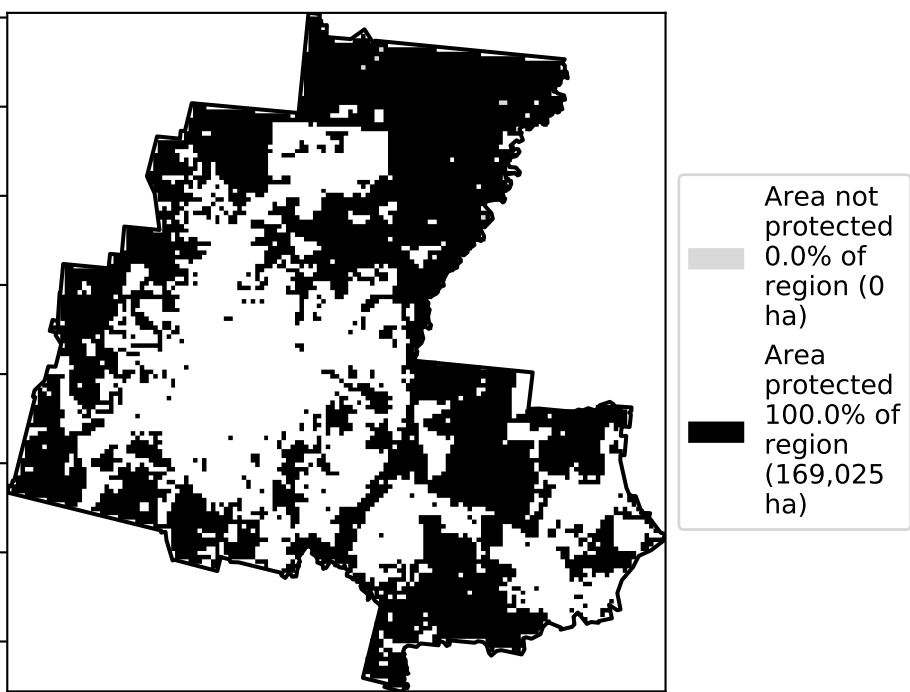 Area not
protected
0.0% of
region (0
ha)
Area
protected
100.0% of
region
(169,025
ha)